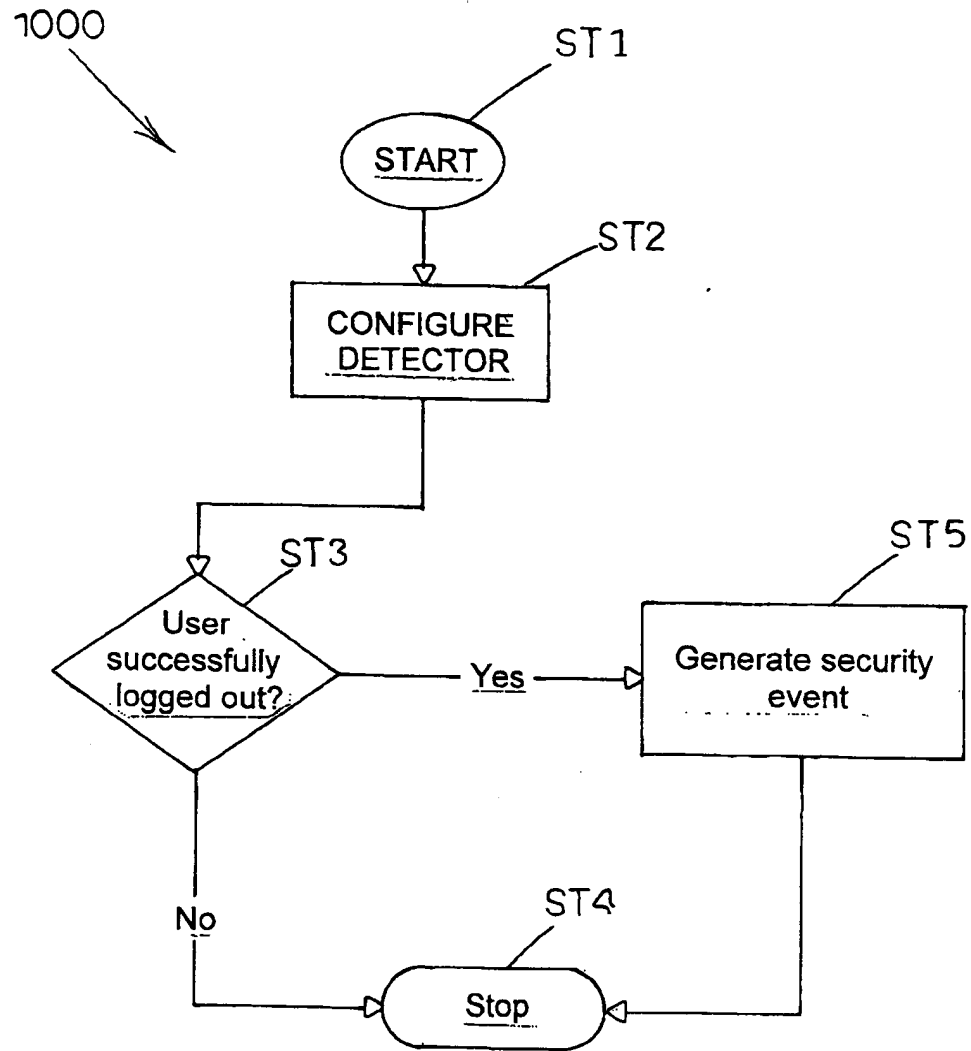 1000
ST1
START
ST2
CONFIGURE
DETECTOR
ST3
User
successfully
logged out?
Yes
ST5
Generate security
event
No
ST4
Stop